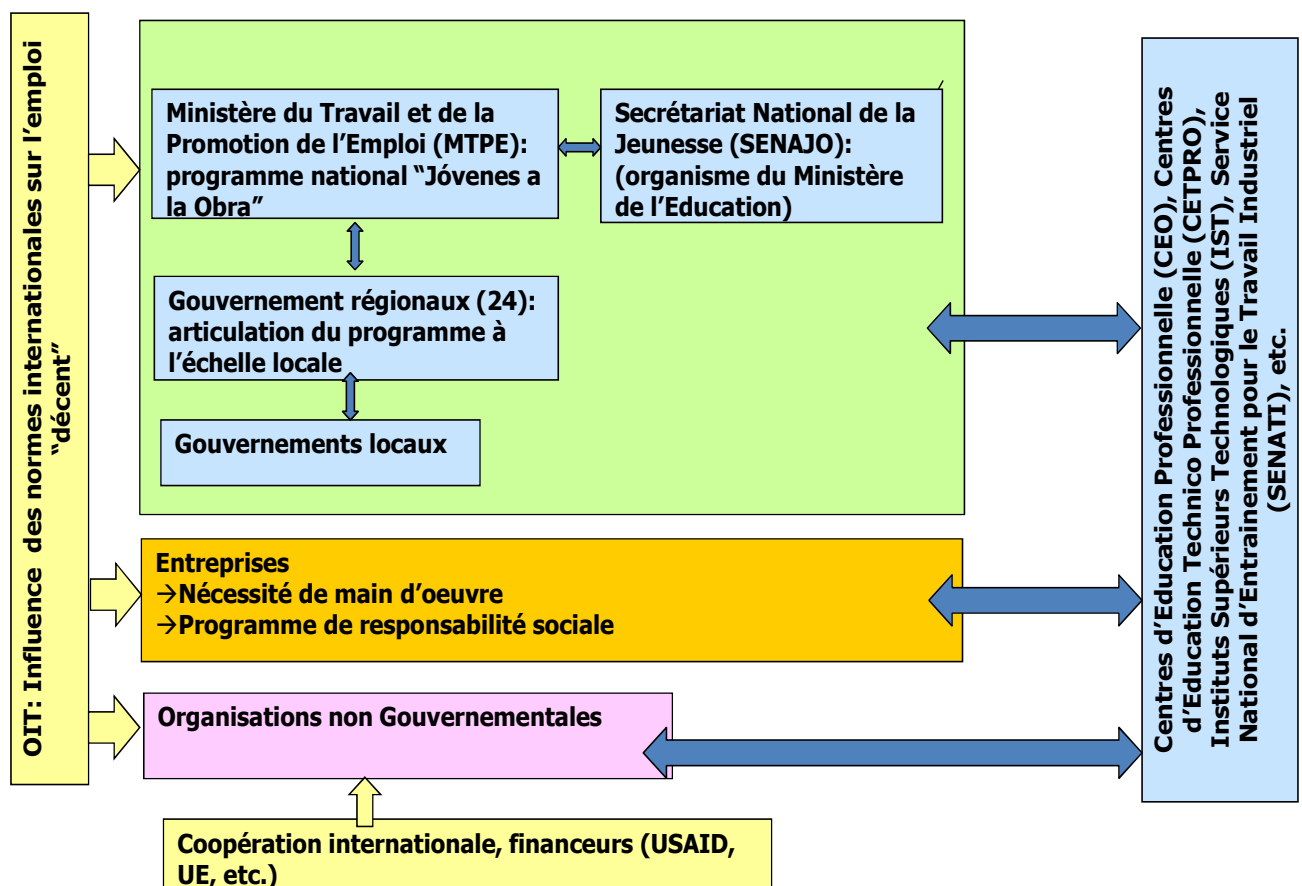 OIT: Influence  des normes internationales sur l’emploi
“décent”
Ministère du Travail et de la
Promotion de l’Emploi (MTPE):
programme national “Jóvenes a
la Obra”
Secrétariat National de la
Jeunesse (SENAJO):
(organisme du Ministère
de l’Education)
Gouvernement régionaux (24):
articulation du programme à
l’échelle locale
Gouvernements locaux
Entreprises
→Nécessité de main d’oeuvre
→Programme de responsabilité sociale
Organisations non Gouvernementales
Coopération internationale, financeurs (USAID,
UE, etc.)
Centres d’Education Professionnelle (CEO), Centres
d’Education Technico Professionnelle (CETPRO),
Instituts Supérieurs Technologiques (IST), Service
National d’Entrainement pour le Travail Industriel
(SENATI), etc.